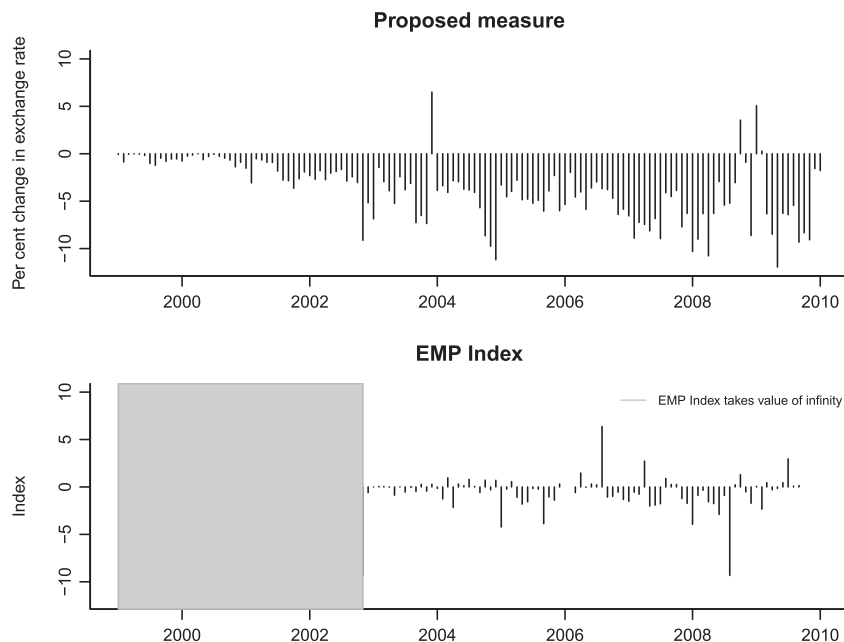 Proposed measure
Per cent change in exchange rate
10
5
0
−5
−10
2000 2002 2004 2006 2008 2010
EMP Index
Index
10
5
0
−5
−10
EMP Index takes value of infinity
2000 2002 2004 2006 2008 2010